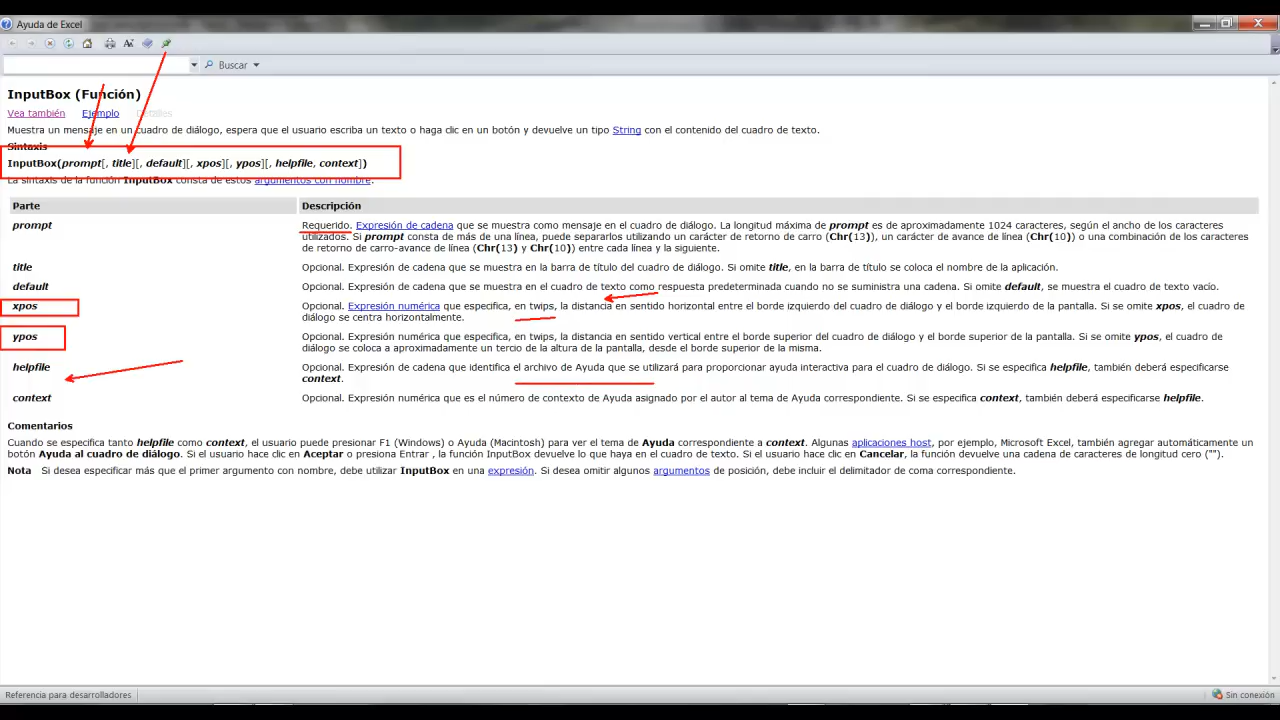 Ayuda de Excel
Buscar
InputBox (Función)
Vea también Ejemplo Detalles
Muestra un mensaje en un cuadro de diálogo, espera que el usuario escriba un texto o haga clic en un botón y devuelve un tipo String con el contenido del cuadro de texto.
Sintaxis
InputBox(prompt[, title][, default][, xpos][, ypos][, helpfile, context])
La sintaxis de la función InputBox consta de estos argumentos con nombre.
Parte Descripción
prompt Requerido. Expresión de cadena que se muestra como mensaje en el cuadro de diálogo. La longitud máxima de prompt es de aproximadamente 1024 caracteres, según el ancho de los caracteres
utilizados. Si prompt consta de más de una línea, puede separarlos utilizando un carácter de retorno de carro (Chr(13)), un carácter de avance de línea (Chr(10)) o una combinación de los caracteres
de retorno de carro-avance de línea (Chr(13) y Chr(10)) entre cada línea y la siguiente.
title Opcional. Expresión de cadena que se muestra en la barra de título del cuadro de diálogo. Si omite title, en la barra de título se coloca el nombre de la aplicación.
default Opcional. Expresión de cadena que se muestra en el cuadro de texto como respuesta predeterminada cuando no se suministra una cadena. Si omite default, se muestra el cuadro de texto vacío.
xpos Opcional. Expresión numérica que especifica, en twips, la distancia en sentido horizontal entre el borde izquierdo del cuadro de diálogo y el borde izquierdo de la pantalla. Si se omite xpos, el cuadro de
diálogo se centra horizontalmente.
ypos Opcional. Expresión numérica que especifica, en twips, la distancia en sentido vertical entre el borde superior del cuadro de diálogo y el borde superior de la pantalla. Si se omite ypos, el cuadro de
diálogo se coloca a aproximadamente un tercio de la altura de la pantalla, desde el borde superior de la misma.
helpfile Opcional. Expresión de cadena que identifica el archivo de Ayuda que se utilizará para proporcionar ayuda interactiva para el cuadro de diálogo. Si se especifica helpfile, también deberá especificarse
context.
context Opcional. Expresión numérica que es el número de contexto de Ayuda asignado por el autor al tema de Ayuda correspondiente. Si se especifica context, también deberá especificarse helpfile.
Comentarios
Cuando se especifica tanto helpfile como context, el usuario puede presionar F1 (Windows) o Ayuda (Macintosh) para ver el tema de Ayuda correspondiente a context. Algunas aplicaciones host, por ejemplo, Microsoft Excel, también agregar automáticamente un
botón Ayuda al cuadro de diálogo. Si el usuario hace clic en Aceptar o presiona Entrar , la función InputBox devuelve lo que haya en el cuadro de texto. Si el usuario hace clic en Cancelar, la función devuelve una cadena de caracteres de longitud cero ("").
Nota Si desea especificar más que el primer argumento con nombre, debe utilizar InputBox en una expresión. Si desea omitir algunos argumentos de posición, debe incluir el delimitador de coma correspondiente.
Referencia para desarrolladores
Sin conexión